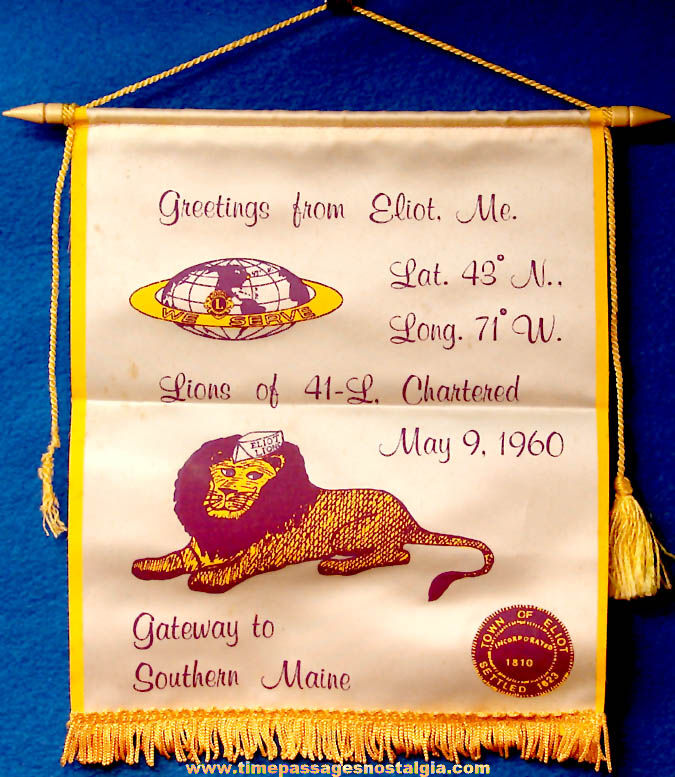 Greetings from Eliot, Me.
Lat. 43° N.,
WE SERVE
L
Long. 71° W.
Lions of 41-L, Chartered
May 9, 1960
ELIOT
LIONS
Gateway to
Southern Maine
TOWN OF ELIOT
INCORPORATED
1810
SETTLED 1623
www.timepassagesnostalgia.com